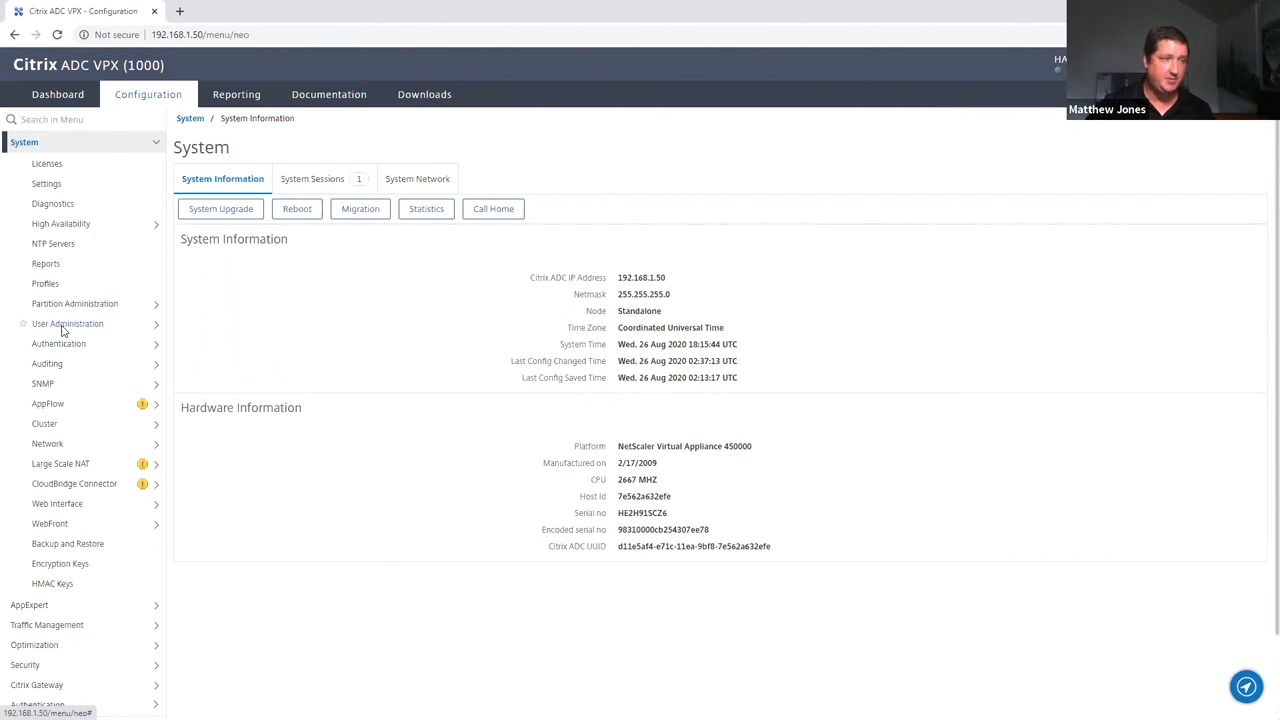 Citrix ADC VPX - Configuration
Not secure 192.168.1.50/menu/neo
Citrix ADC VPX (1000)
HA
Matthew Jones
Dashboard Configuration Reporting Documentation Downloads
Search in Menu
System / System Information
System
System
Licenses
Settings
Diagnostics
High Availability
NTP Servers
Reports
Profiles
Partition Administration
User Administration
Authentication
Auditing
SNMP
AppFlow
Cluster
Network
Large Scale NAT
CloudBridge Connector
Web Interface
WebFront
Backup and Restore
Encryption Keys
HMAC Keys
AppExpert
Traffic Management
Optimization
Security
Citrix Gateway
Authentication
192.168.1.50/menu/neo#
System Information System Sessions 1 System Network
System Upgrade Reboot Migration Statistics Call Home
System Information
Citrix ADC IP Address 192.168.1.50
Netmask 255.255.255.0
Node Standalone
Time Zone Coordinated Universal Time
System Time Wed, 26 Aug 2020 18:15:44 UTC
Last Config Changed Time Wed, 26 Aug 2020 02:37:13 UTC
Last Config Saved Time Wed, 26 Aug 2020 02:13:17 UTC
Hardware Information
Platform NetScaler Virtual Appliance 450000
Manufactured on 2/17/2009
CPU 2667 MHZ
Host Id 7e562a632efe
Serial no HE2H91SCZ6
Encoded serial no 98310000cb254307ee78
Citrix ADC UUID d11e5af4-e71c-11ea-9bf8-7e562a632efe